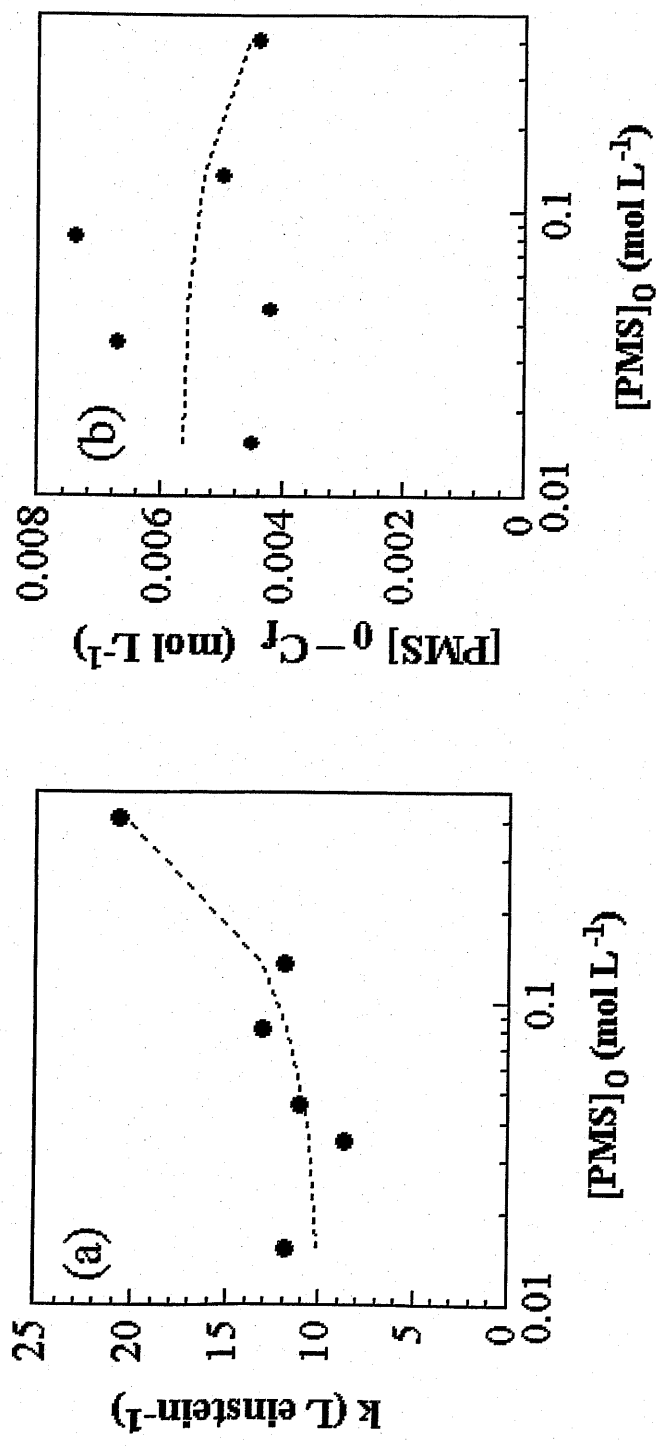 (a)
k (L einstein-1)
25
20
15
10
5
0
0.01
0.1
[PMS]0 (mol L-1)
(b)
[PMS]0 – Cf (mol L-1)
0.008
0.006
0.004
0.002
0
0.01
0.1
[PMS]0 (mol L-1)